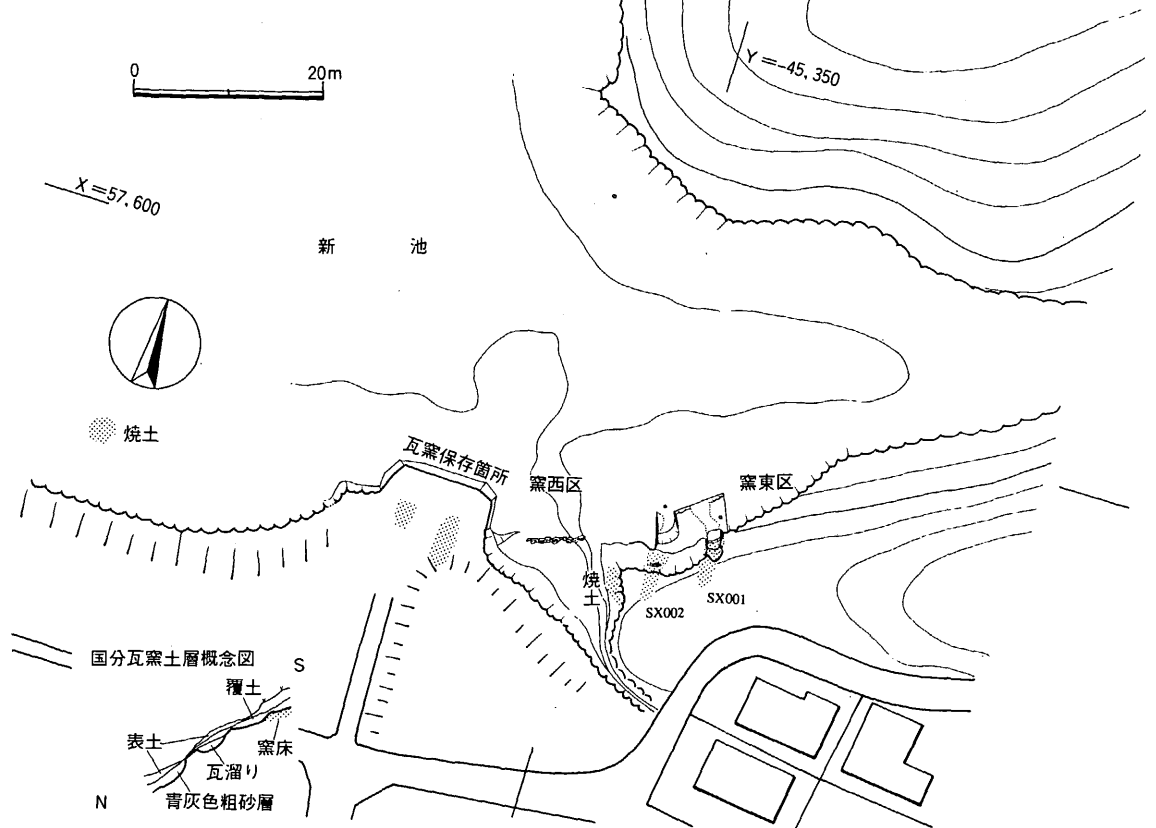 0 20m
Y=-45,350
X=57,600
新池
焼土
瓦窯保存箇所
窯西区
窯東区
焼土
SX002
SX001
国分瓦窯土層概念図
S
覆土
表土
窯床
瓦溜り
N
青灰色粗砂層